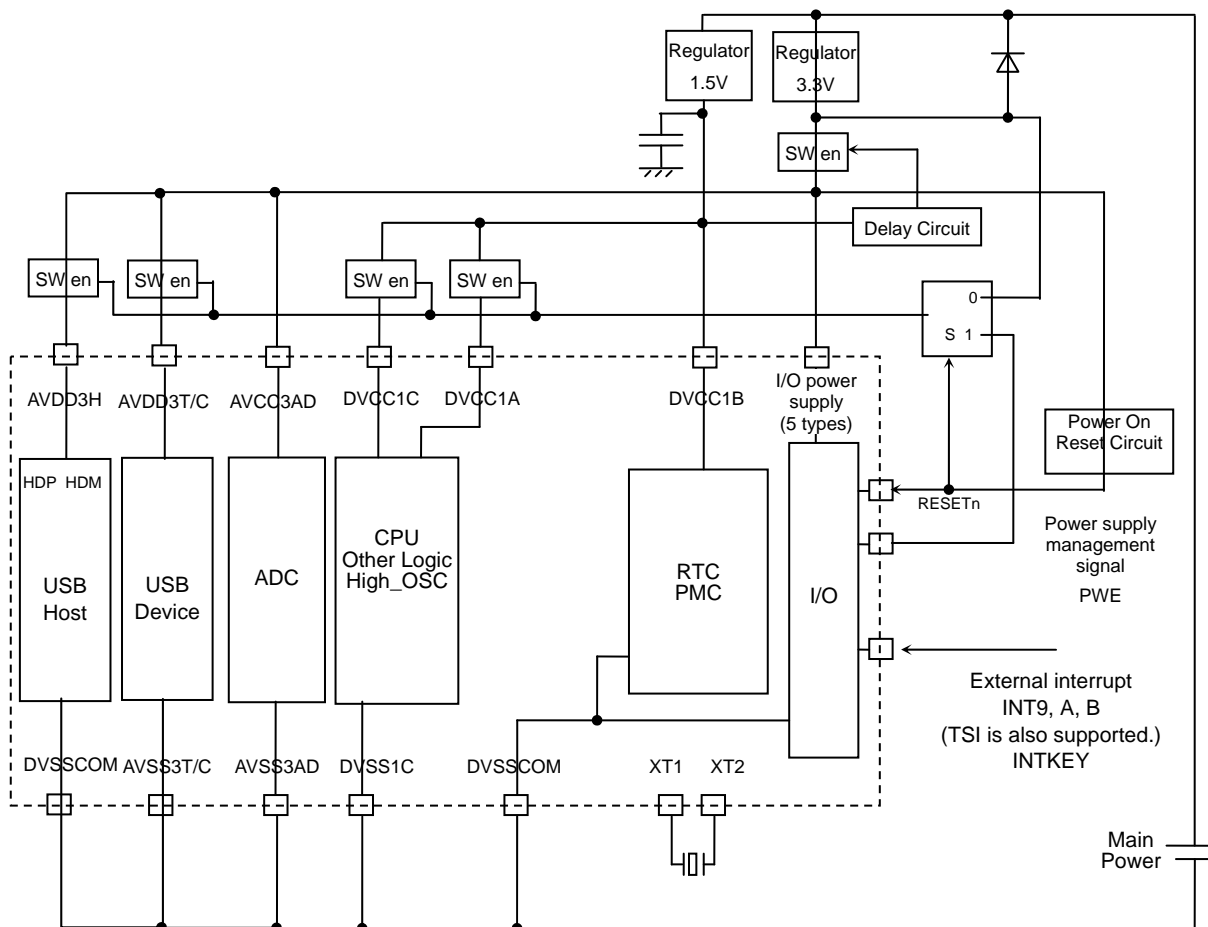 Regulator
1.5V
Regulator
3.3V
SW en
Delay Circuit
SW en
SW en
SW en
SW en
0
S 1
AVDD3H
AVDD3T/C
AVCC3AD
DVCC1C
DVCC1A
DVCC1B
I/O power
supply
(5 types)
Power On
Reset Circuit
HDP HDM
USB
Host
USB
Device
ADC
CPU
Other Logic
High_OSC
RTC
PMC
I/O
RESETn
Power supply
management
signal
PWE
External interrupt
INT9, A, B
(TSI is also supported.)
INTKEY
DVSSCOM
AVSS3T/C
AVSS3AD
DVSS1C
DVSSCOM
XT1
XT2
Main
Power